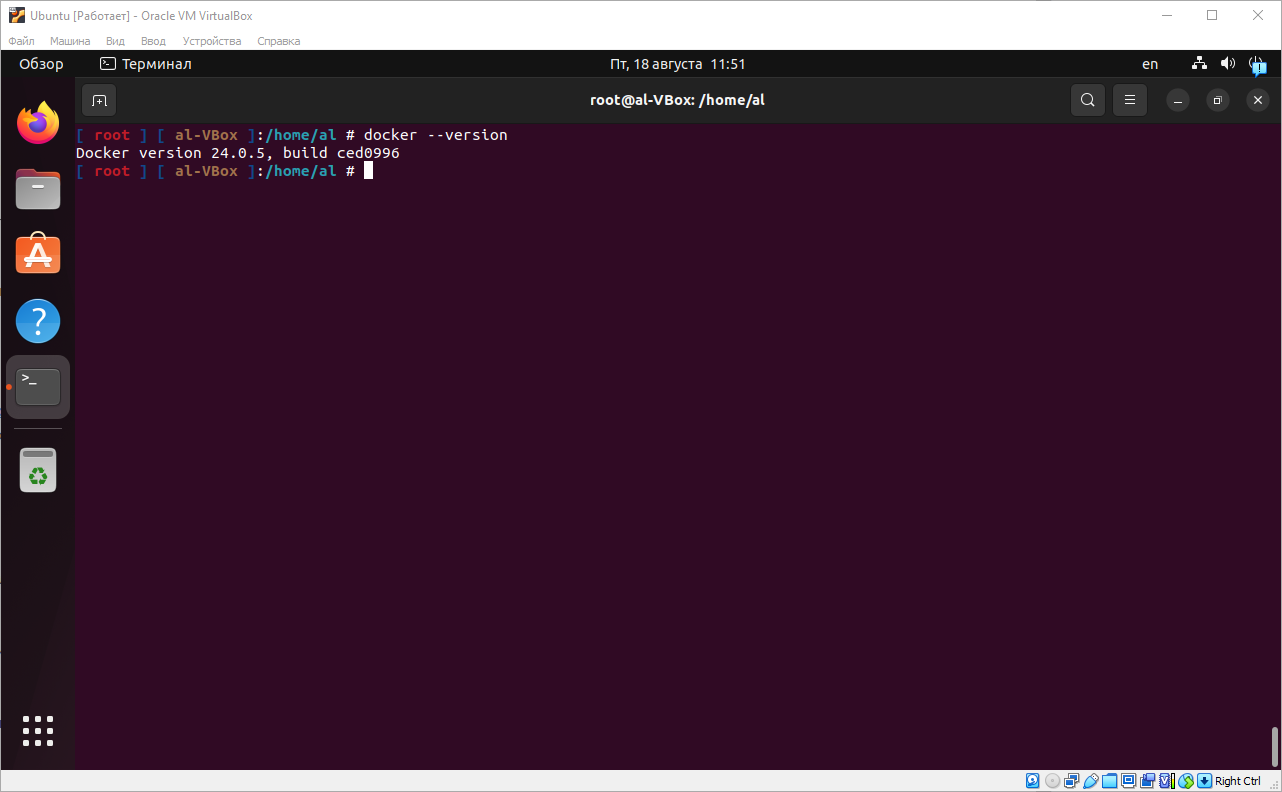 Ubuntu [Работает] - Oracle VM VirtualBox
Файл Машина Вид Ввод Устройства Справка
Обзор Терминал Пт, 18 августа 11:51 en
root@al-VBox: /home/al
[ root ] [ al-VBox ]:/home/al # docker --version
Docker version 24.0.5, build ced0996
[ root ] [ al-VBox ]:/home/al #
Right Ctrl